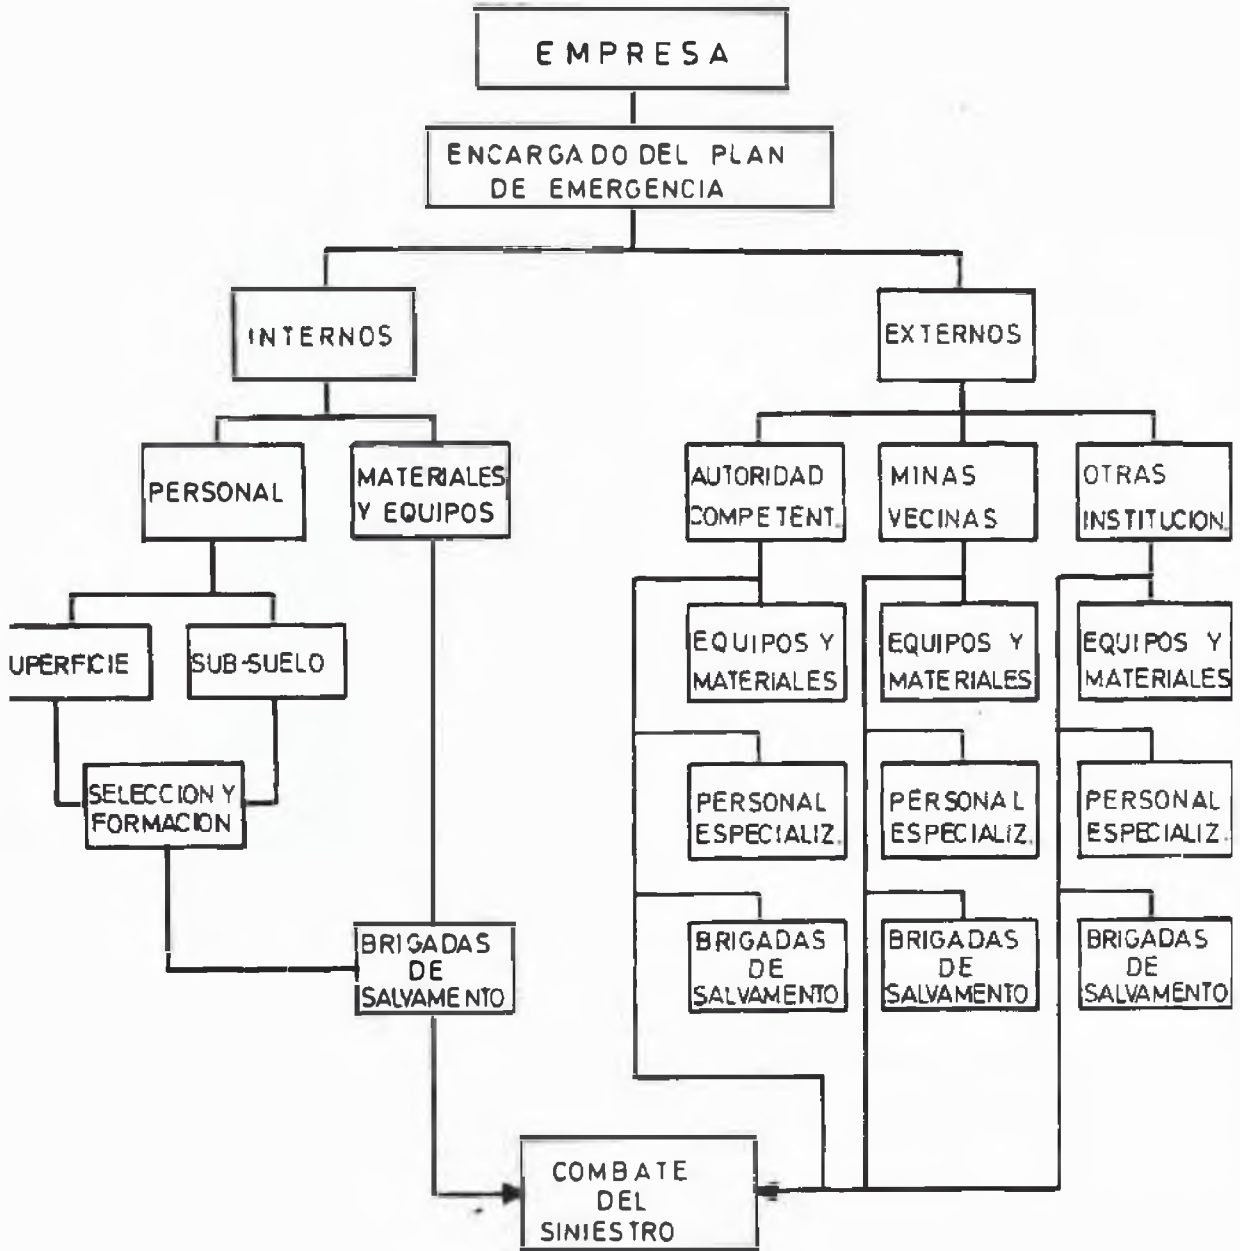 EMPRESA
ENCARGADO DEL PLAN
DE EMERGENCIA
INTERNOS
EXTERNOS
PERSONAL
MATERIALES
Y EQUIPOS
AUTORIDAD
COMPETENT.
MINAS
VECINAS
OTRAS
INSTITUCION.
UPERFICIE
SUB-SUELO
EQUIPOS Y
MATERIALES
EQUIPOS Y
MATERIALES
EQUIPOS Y
MATERIALES
SELECCION Y
FORMACION
PERSONAL
ESPECIALIZ.
PERSONAL
ESPECIALIZ.
PERSONAL
ESPECIALIZ.
BRIGADAS
DE
SALVAMENTO
BRIGADAS
DE
SALVAMENTO
BRIGADAS
DE
SALVAMENTO
BRIGADAS
DE
SALVAMENTO
COMBATE
DEL
SINIESTRO